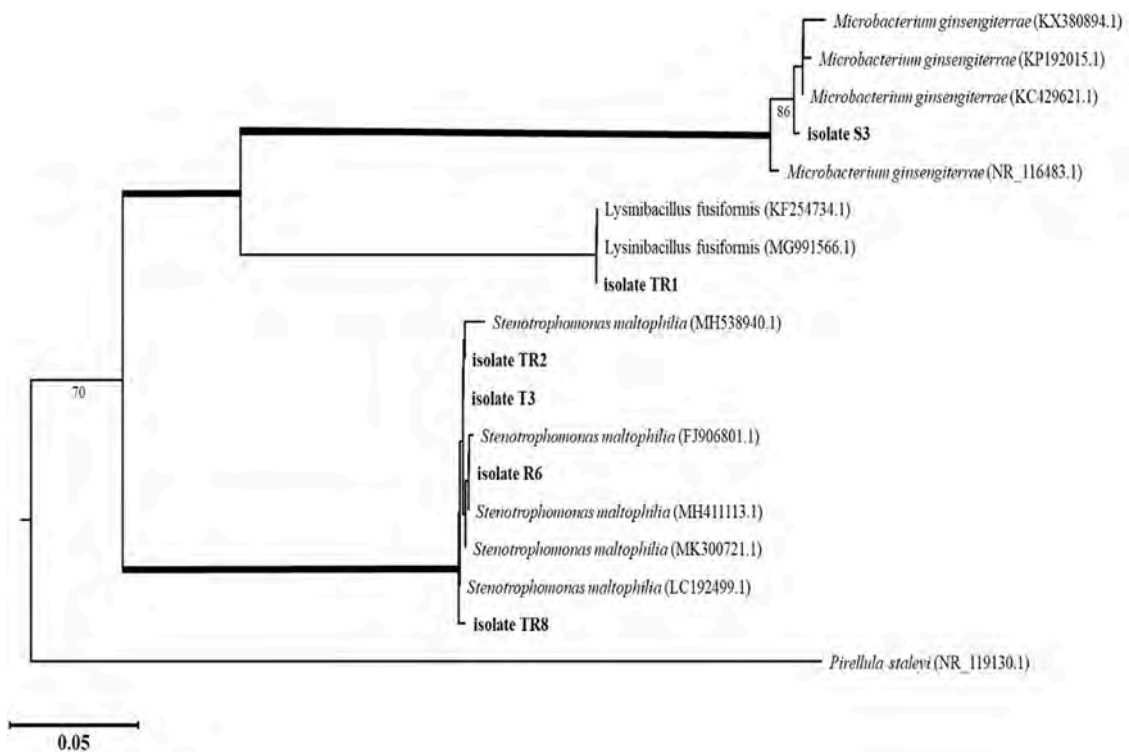 Microbacterium ginsengiterrae (KX380894.1)
Microbacterium ginsengiterrae (KP192015.1)
Microbacterium ginsengiterrae (KC429621.1)
86
isolate S3
Microbacterium ginsengiterrae (NR_116483.1)
Lysinibacillus fusiformis (KF254734.1)
Lysinibacillus fusiformis (MG991566.1)
isolate TR1
Stenotrophomonas maltophilia (MH538940.1)
isolate TR2
70
isolate T3
Stenotrophomonas maltophilia (FJ906801.1)
isolate R6
Stenotrophomonas maltophilia (MH411113.1)
Stenotrophomonas maltophilia (MK300721.1)
Stenotrophomonas maltophilia (LC192499.1)
isolate TR8
Pirellula staleyi (NR_119130.1)
0.05